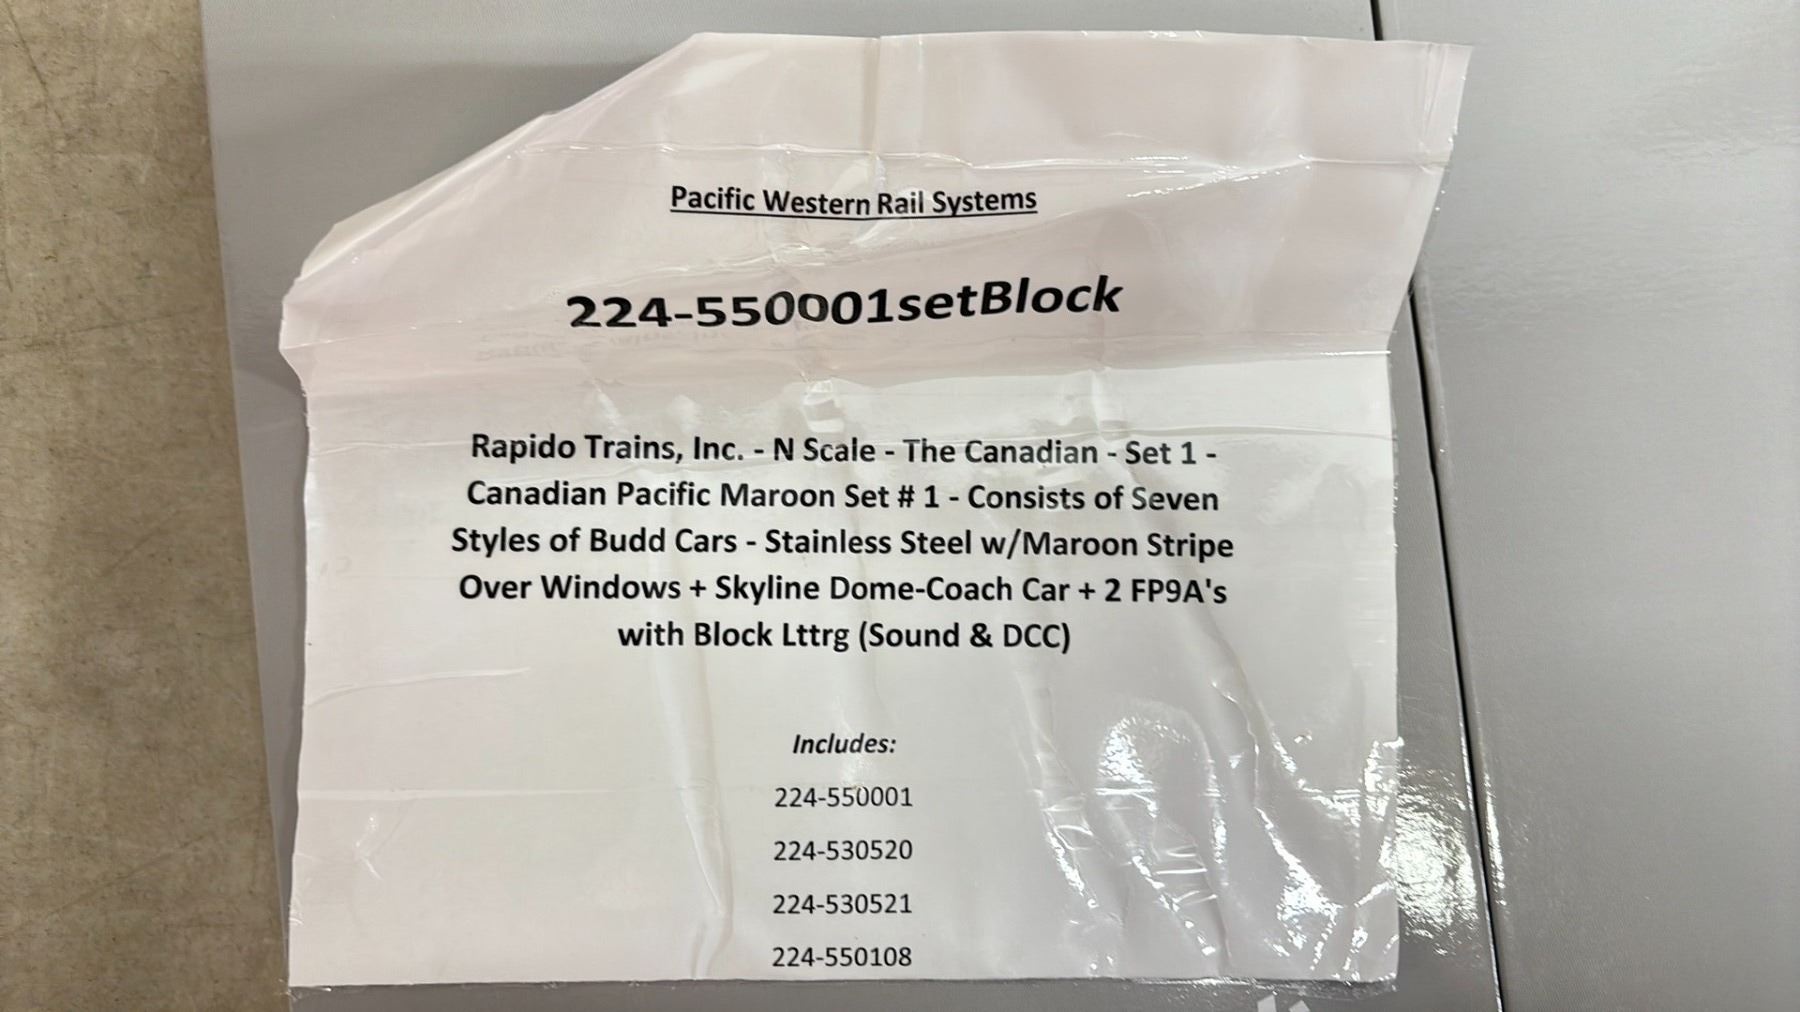 Pacific Western Rail Systems
224-550001setBlock
Rapido Trains, Inc. - N Scale - The Canadian - Set 1 -
Canadian Pacific Maroon Set # 1 - Consists of Seven
Styles of Budd Cars - Stainless Steel w/Maroon Stripe
Over Windows + Skyline Dome-Coach Car + 2 FP9A's
with Block Lttrg (Sound & DCC)
Includes:
224-550001
224-530520
224-530521
224-550108